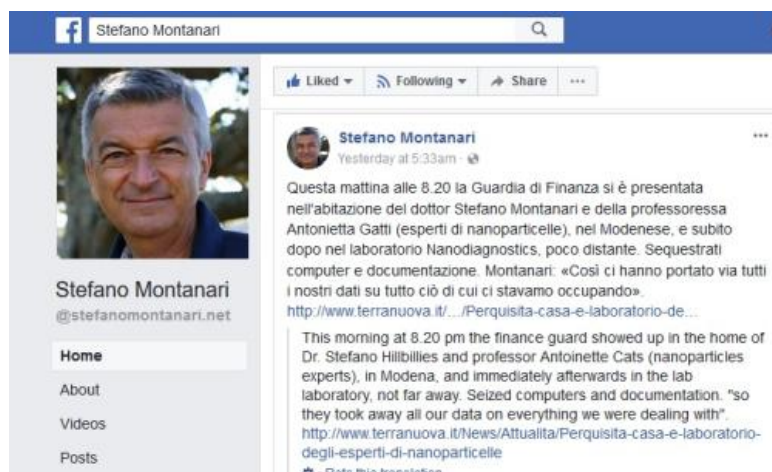 Stefano Montanari
Liked
Following
Share
Stefano Montanari
@stefanomontanari.net
Home
About
Videos
Posts
Stefano Montanari
Yesterday at 5:33am
Questa mattina alle 8.20 la Guardia di Finanza si è presentata
nell'abitazione del dottor Stefano Montanari e della professoressa
Antonietta Gatti (esperti di nanoparticelle), nel Modenese, e subito
dopo nel laboratorio Nanodiagnostics, poco distante. Sequestrati
computer e documentazione. Montanari: «Così ci hanno portato via tutti
i nostri dati su tutto ciò di cui ci stavamo occupando».
http://www.terranuova.it/…/Perquisita-casa-e-laboratorio-de…
This morning at 8.20 pm the finance guard showed up in the home of
Dr. Stefano Hillbillies and professor Antoinette Cats (nanoparticles
experts), in Modena, and immediately afterwards in the lab
laboratory, not far away. Seized computers and documentation. "so
they took away all our data on everything we were dealing with".
http://www.terranuova.it/News/Attualita/Perquisita-casa-e-laboratorio-
degli-esperti-di-nanoparticelle